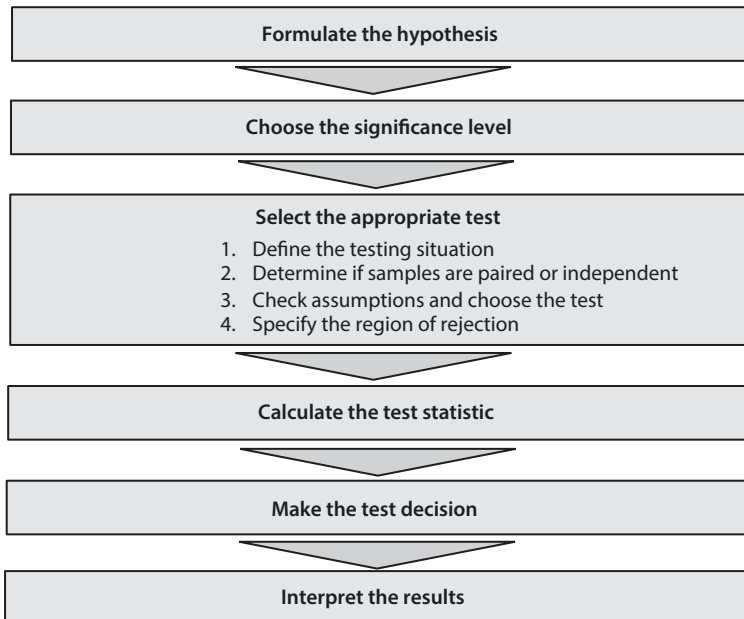 Formulate the hypothesis
Choose the significance level
Select the appropriate test
1. Define the testing situation
2. Determine if samples are paired or independent
3. Check assumptions and choose the test
4. Specify the region of rejection
Calculate the test statistic
Make the test decision
Interpret the results